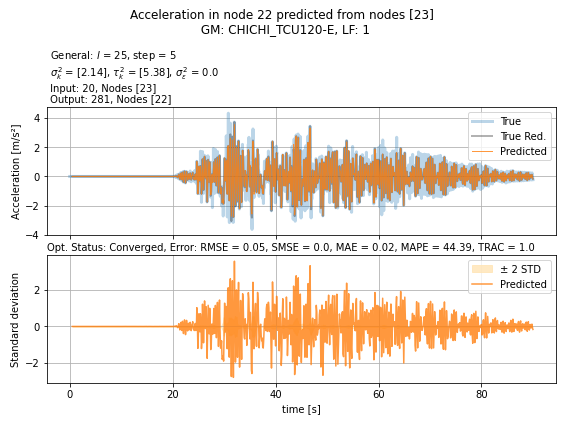 Acceleration in node 22 predicted from nodes [23]
GM: CHICHI_TCU120-E, LF: 1
General: l = 25, step = 5
σ²ₖ = [2.14], τ²ₖ = [5.38], σ²ε = 0.0
Input: 20, Nodes [23]
Output: 281, Nodes [22]
Acceleration [m/s²]
4
2
0
−2
−4
True
True Red.
Predicted
Opt. Status: Converged, Error: RMSE = 0.05, SMSE = 0.0, MAE = 0.02, MAPE = 44.39, TRAC = 1.0
Standard deviation
2
0
−2
± 2 STD
Predicted
0 20 40 60 80
time [s]